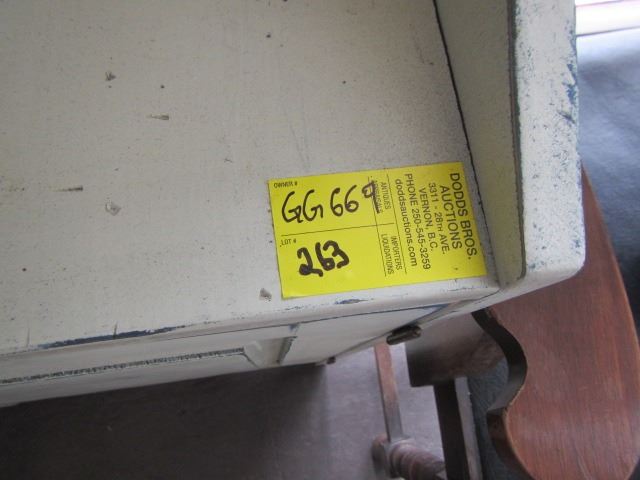 OWNER #
GG669
LOT #
263
ANTIQUES
APPRAISALS
IMPORTERS
LIQUIDATIONS
DODDS BROS.
AUCTIONS
3311 - 28TH AVE.
VERNON, B.C.
PHONE 250-545-3259
doddsauctions.com